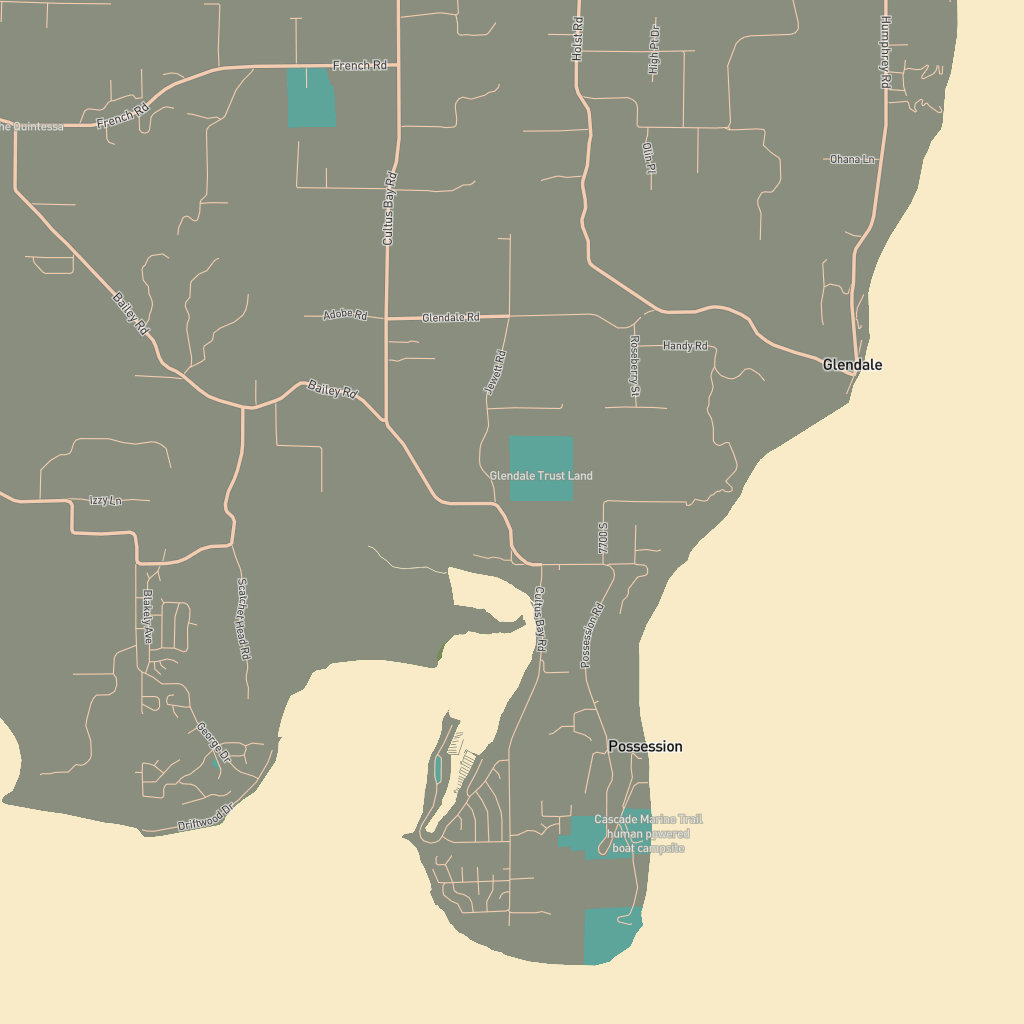 Humphrey Rd
Holst Rd
High Pt Dr
French Rd
French Rd
ne Quintessa
Olin Pl
Ohana Ln
Cultus Bay Rd
Bailey Rd
Adobe Rd
Glendale Rd
Roseberry St
Handy Rd
Glendale
Jewett Rd
Bailey Rd
Glendale Trust Land
Izzy Ln
7700 S
Blakely Ave
Scatchet Head Rd
Cultus Bay Rd
Possession Rd
George Dr
Possession
Driftwood Dr
Cascade Marine Trail
human powered
boat campsite